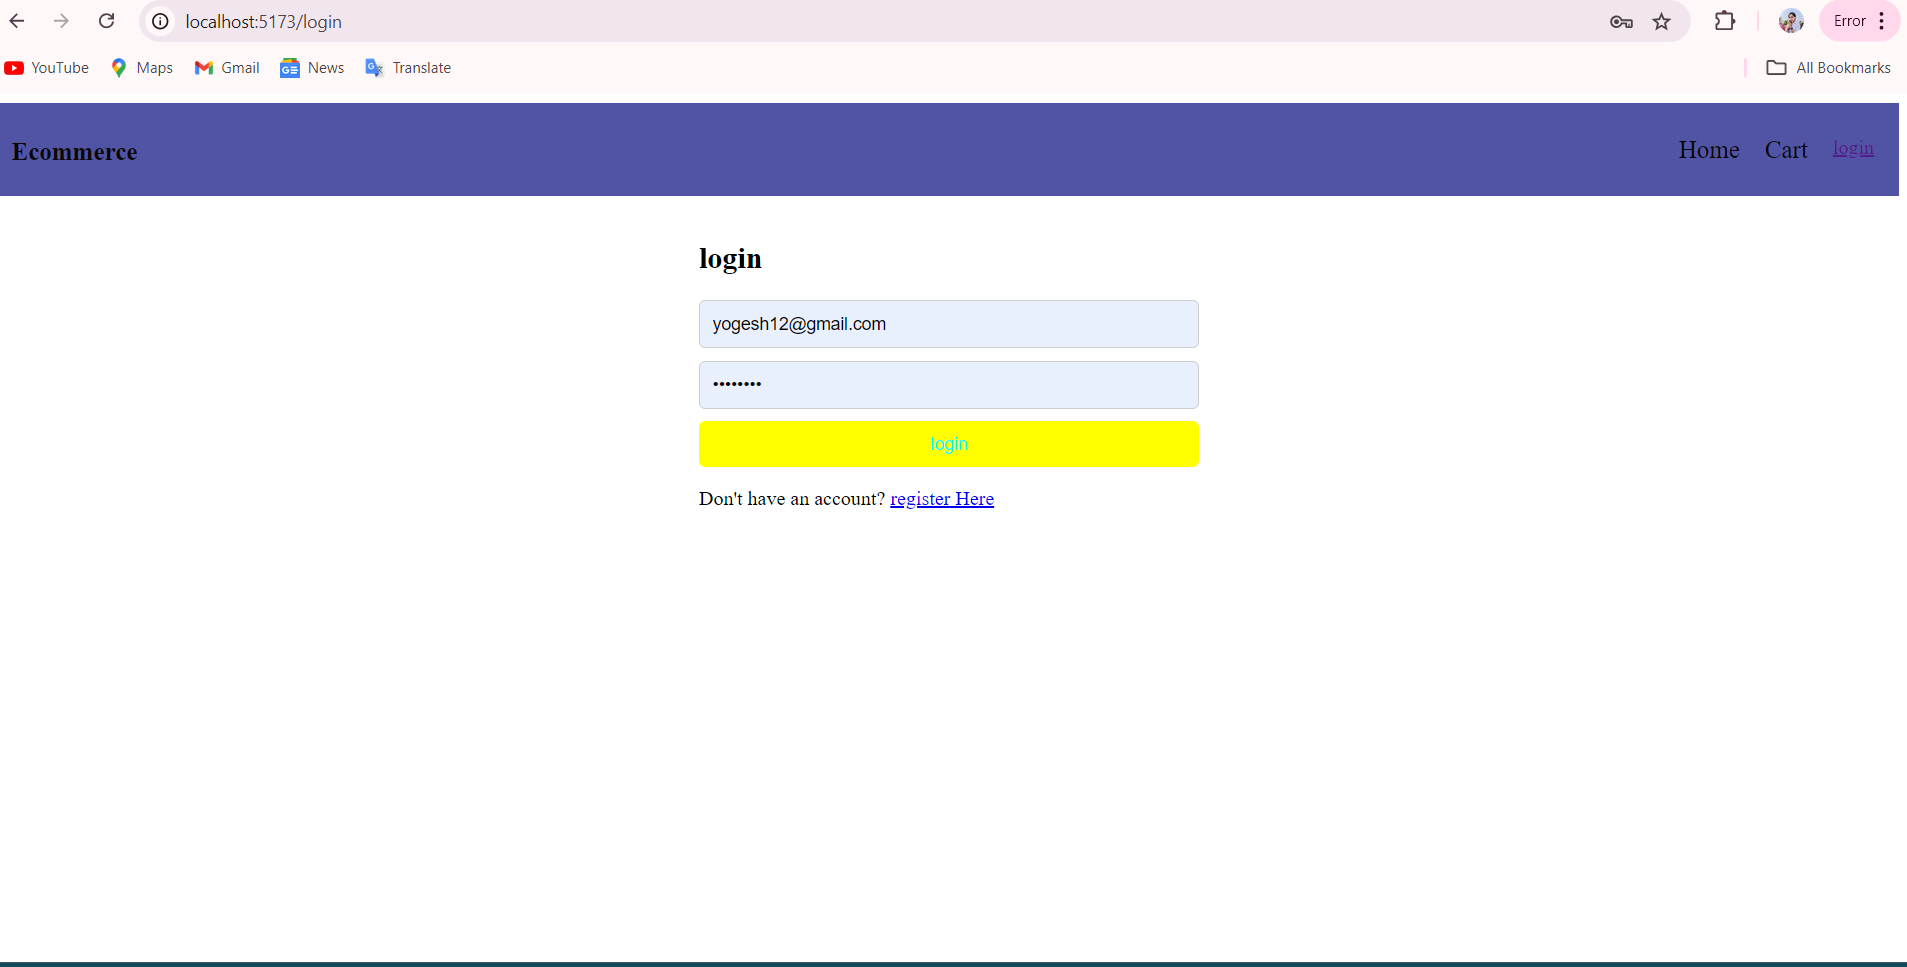 localhost:5173/login
Error
YouTube Maps Gmail News Translate All Bookmarks
Ecommerce Home Cart login
login
yogesh12@gmail.com
••••••••
login
Don't have an account? register Here